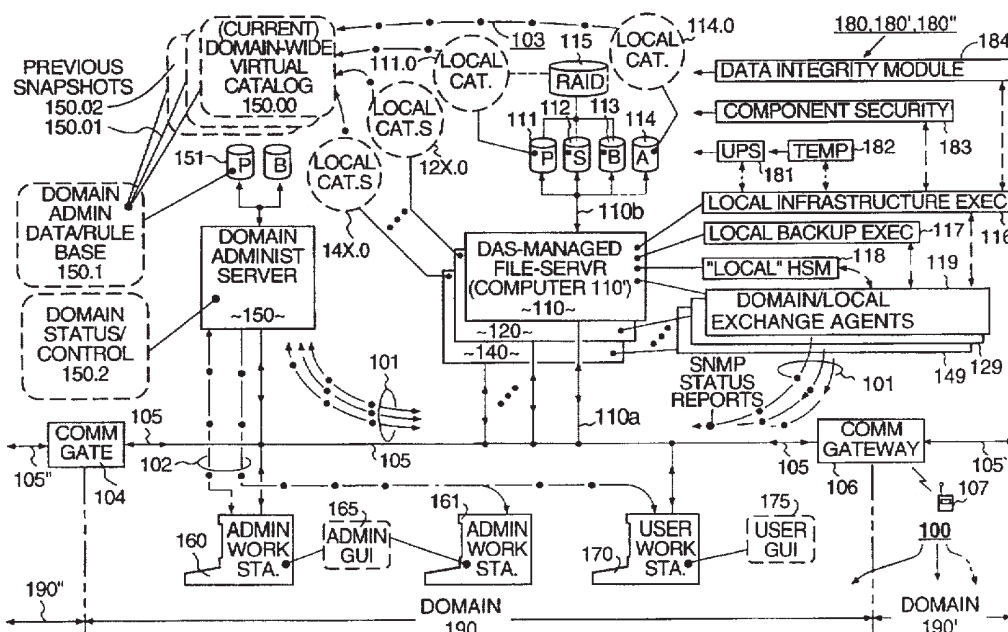 180,180',180"
(CURRENT)
DOMAIN-WIDE
VIRTUAL
CATALOG
150.00
PREVIOUS
SNAPSHOTS
150.02
150.01
111.0
103
LOCAL
CAT.
115
RAID
LOCAL
CAT.
114.0
184
DATA INTEGRITY MODULE
COMPONENT SECURITY
183
UPS
181
TEMP
182
LOCAL
CAT.S
12X.0
LOCAL
CAT.S
14X.0
111
112
113
114
P
S
B
A
110b
151
P
B
DOMAIN
ADMIN
DATA/RULE
BASE
150.1
DOMAIN
STATUS/
CONTROL
150.2
DOMAIN
ADMINIST
SERVER
~150~
DAS-MANAGED
FILE-SERVR
(COMPUTER 110')
~110~
~120~
~140~
LOCAL INFRASTRUCTURE EXEC
116
LOCAL BACKUP EXEC
117
"LOCAL" HSM
118
119
DOMAIN/LOCAL
EXCHANGE AGENTS
129
149
101
SNMP
STATUS
REPORTS
101
110a
COMM
GATE
104
105
105"
102
105
105
COMM
GATEWAY
106
105'
107
100
160
ADMIN
WORK
STA.
165
ADMIN
GUI
161
ADMIN
WORK
STA.
170
USER
WORK
STA.
175
USER
GUI
190"
DOMAIN
190
DOMAIN
190'